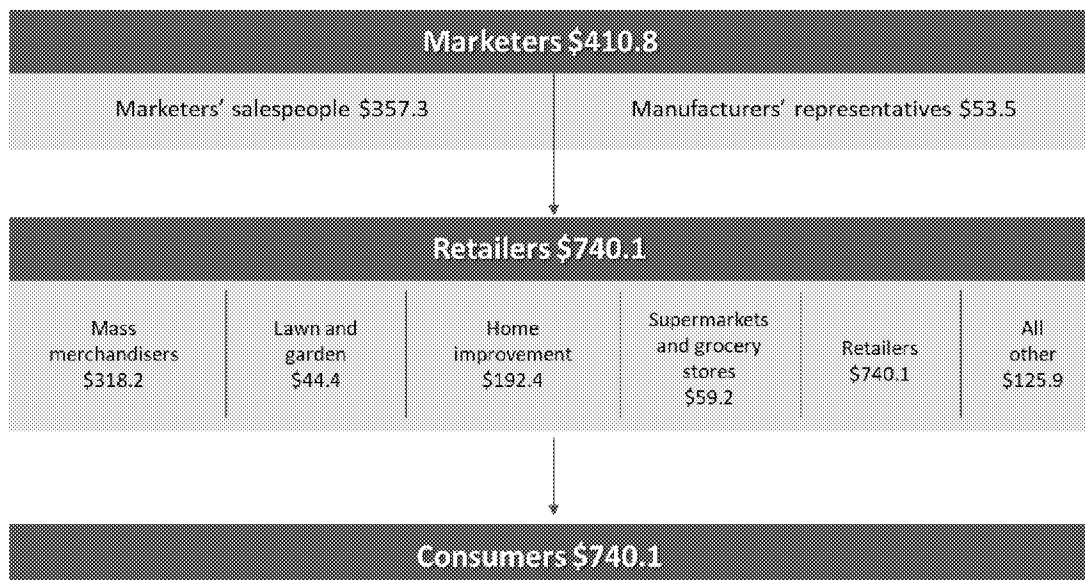 Marketers $410.8
Marketers' salespeople $357.3
Manufacturers' representatives $53.5
Retailers $740.1
Mass
merchandisers
$318.2
Lawn and
garden
$44.4
Home
improvement
$192.4
Supermarkets
and grocery
stores
$59.2
Retailers
$740.1
All
other
$125.9
Consumers $740.1